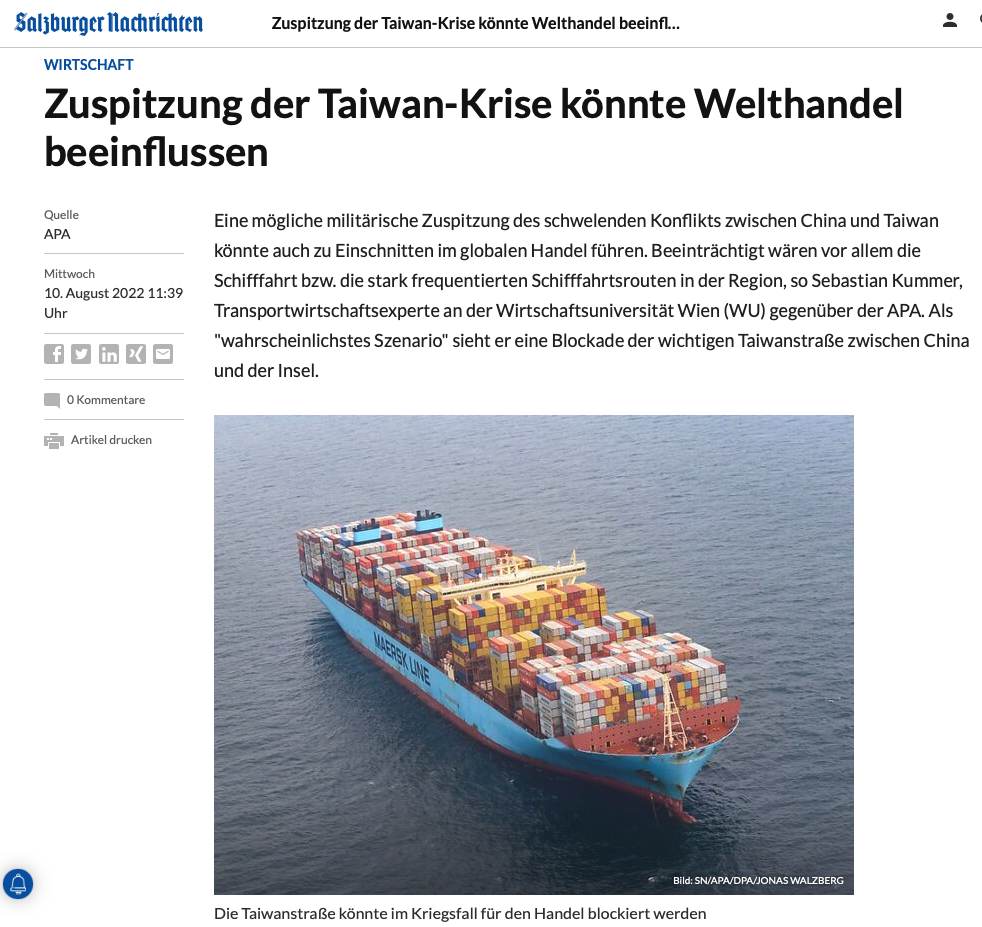 Salzburger Nachrichten
Zuspitzung der Taiwan-Krise könnte Welthandel beeinfl...
WIRTSCHAFT
Zuspitzung der Taiwan-Krise könnte Welthandel
beeinflussen
Quelle
APA
Mittwoch
10. August 2022 11:39
Uhr
0 Kommentare
Artikel drucken
Eine mögliche militärische Zuspitzung des schwelenden Konflikts zwischen China und Taiwan
könnte auch zu Einschnitten im globalen Handel führen. Beeinträchtigt wären vor allem die
Schifffahrt bzw. die stark frequentierten Schifffahrtsrouten in der Region, so Sebastian Kummer,
Transportwirtschaftsexperte an der Wirtschaftsuniversität Wien (WU) gegenüber der APA. Als
"wahrscheinlichstes Szenario" sieht er eine Blockade der wichtigen Taiwanstraße zwischen China
und der Insel.
MAERSK LINE
Bild: SN/APA/DPA/JONAS WALZBERG
Die Taiwanstraße könnte im Kriegsfall für den Handel blockiert werden